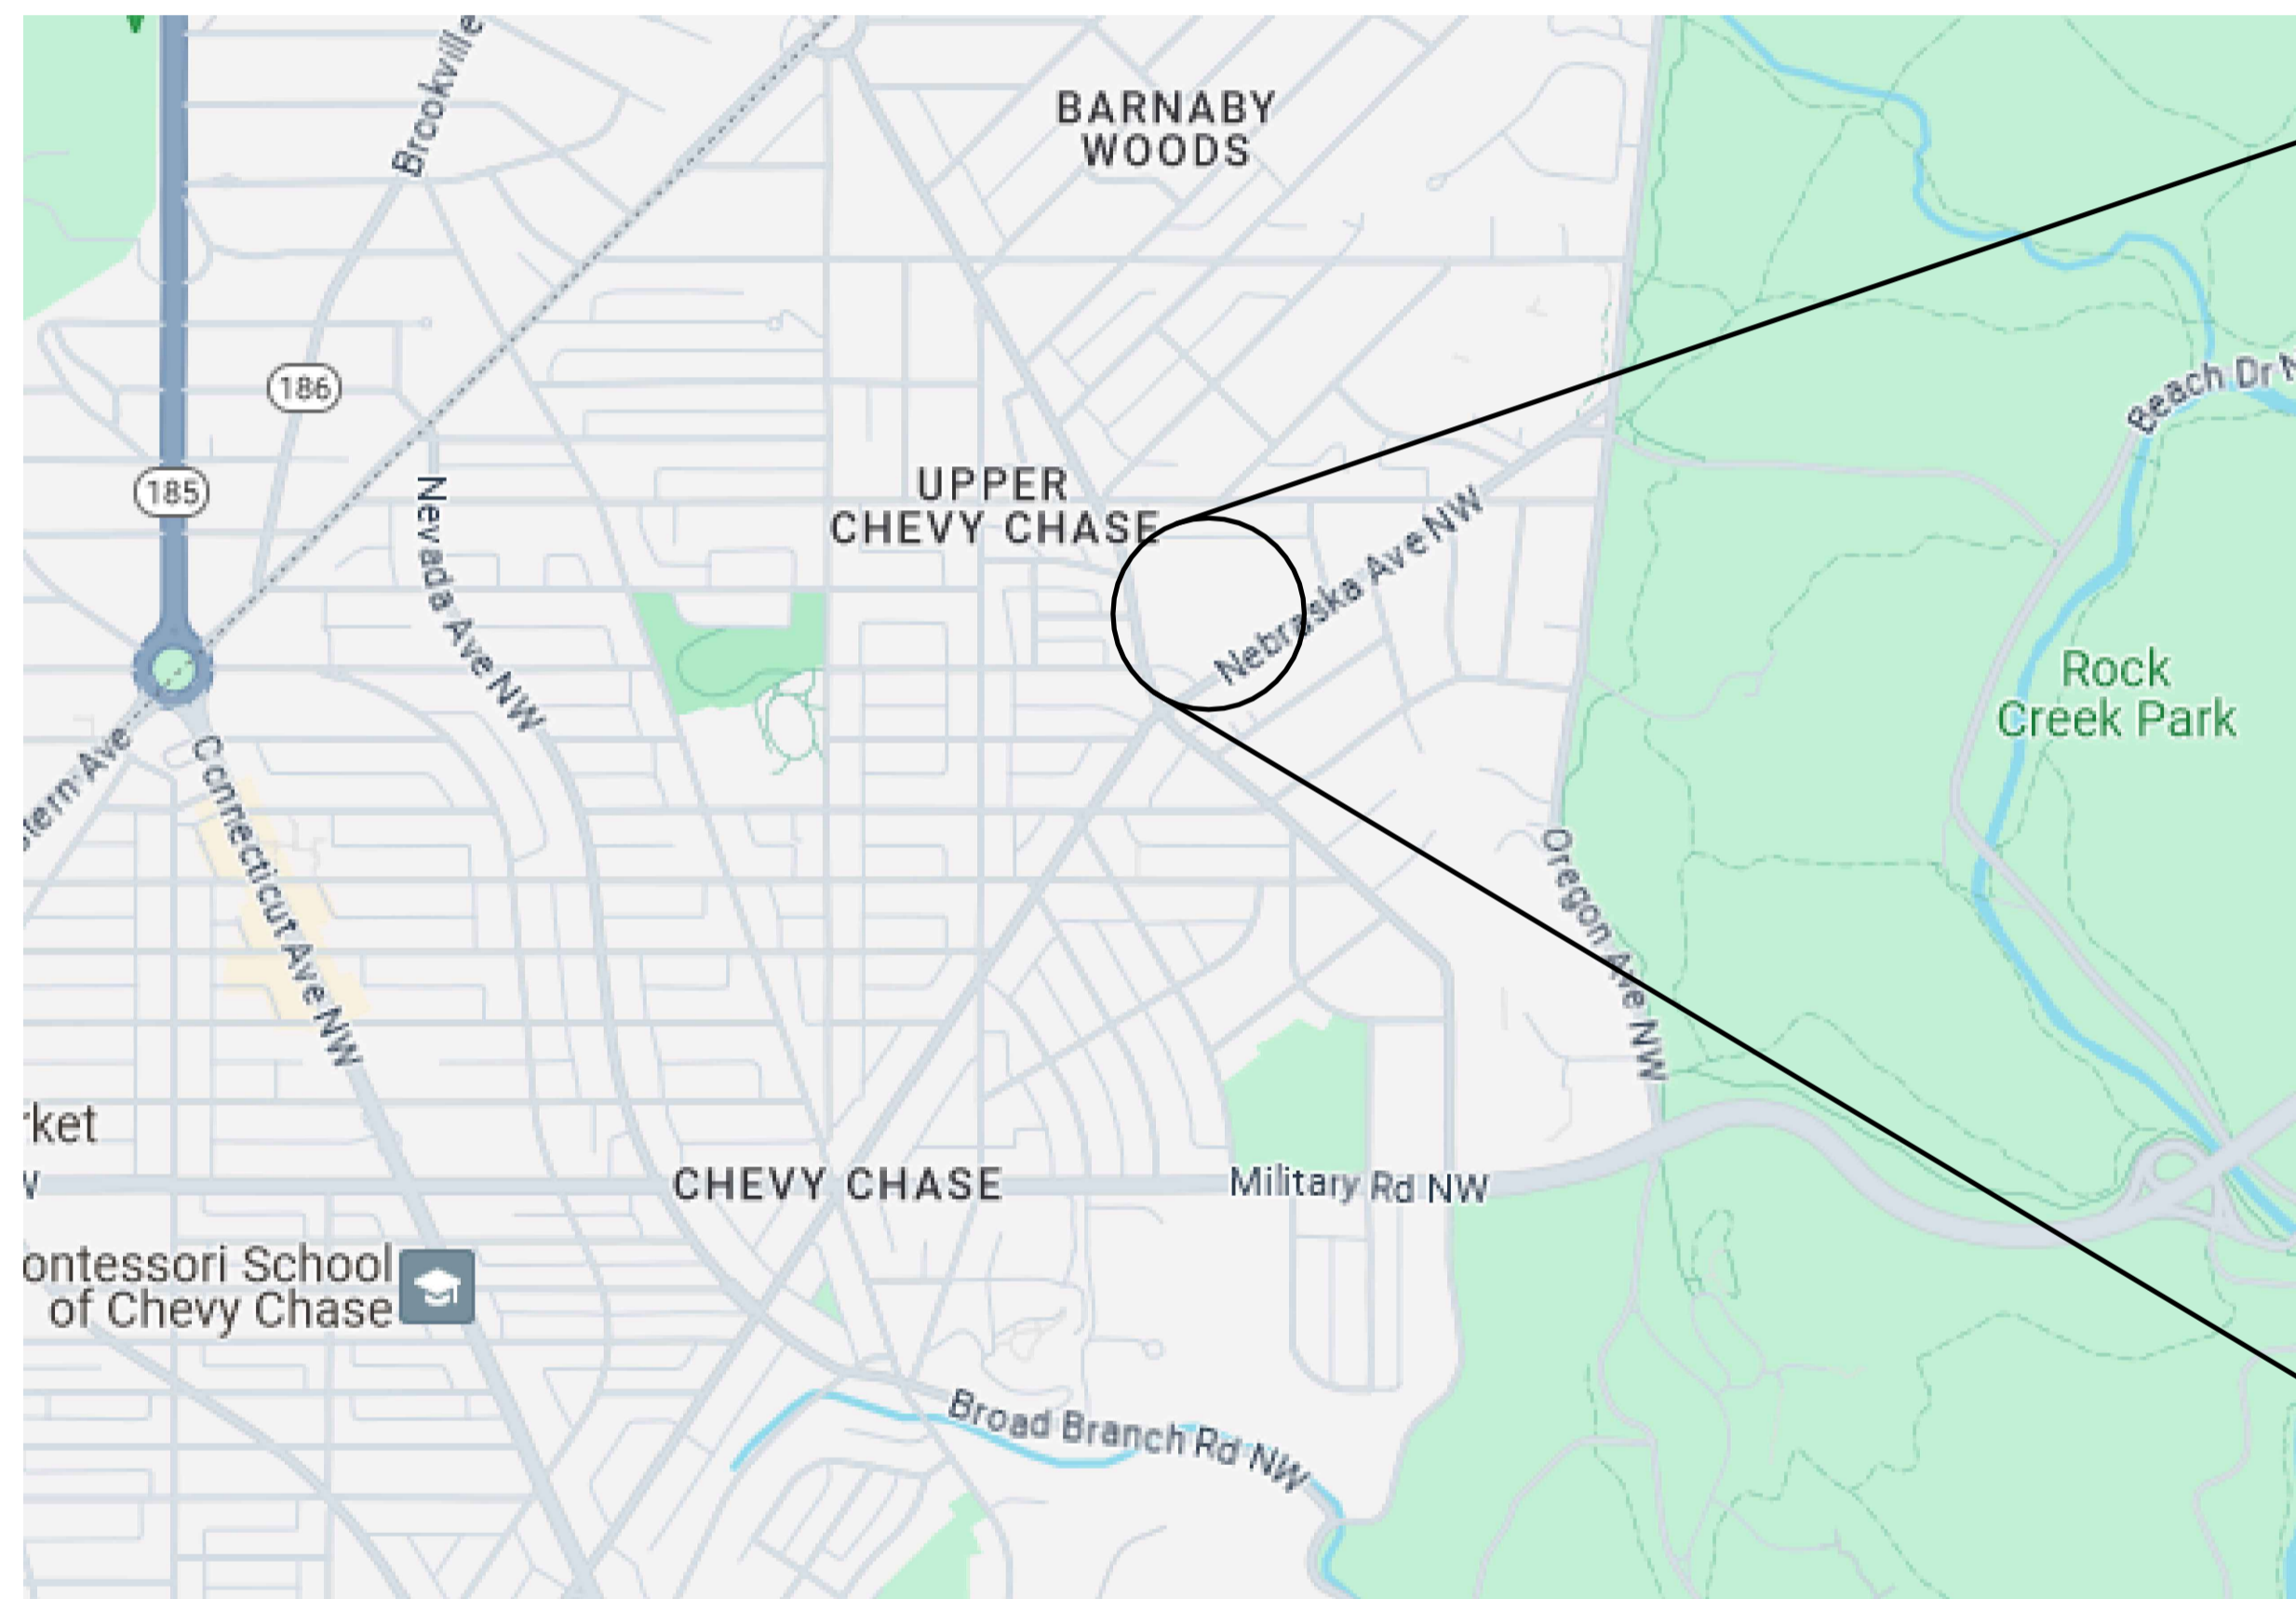 Brookville
BARNABY
WOODS
186
185
Beach Dr N
UPPER
CHEVY CHASE
Nevada Ave NW
Nebraska Ave NW
Rock
Creek Park
Ave
Connecticut Ave NW
Oregon Ave NW
CHEVY CHASE
Military Rd NW
School
of Chevy Chase
Broad Branch Rd NW